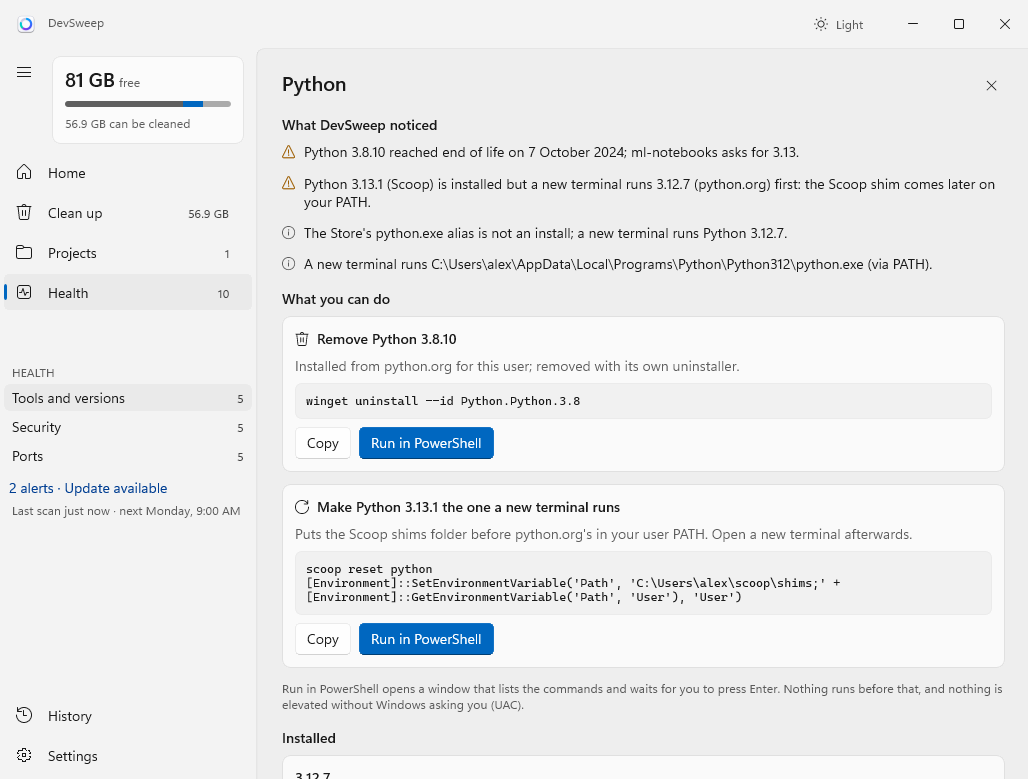 DevSweep
Light
81 GB free
56.9 GB can be cleaned
Home
Clean up 56.9 GB
Projects 1
Health 10
HEALTH
Tools and versions 5
Security 5
Ports 5
2 alerts · Update available
Last scan just now · next Monday, 9:00 AM
History
Settings
Python
What DevSweep noticed
Python 3.8.10 reached end of life on 7 October 2024; ml-notebooks asks for 3.13.
Python 3.13.1 (Scoop) is installed but a new terminal runs 3.12.7 (python.org) first: the Scoop shim comes later on
your PATH.
The Store's python.exe alias is not an install; a new terminal runs Python 3.12.7.
A new terminal runs C:\Users\alex\AppData\Local\Programs\Python\Python312\python.exe (via PATH).
What you can do
Remove Python 3.8.10
Installed from python.org for this user; removed with its own uninstaller.
winget uninstall --id Python.Python.3.8
Copy
Run in PowerShell
Make Python 3.13.1 the one a new terminal runs
Puts the Scoop shims folder before python.org's in your user PATH. Open a new terminal afterwards.
scoop reset python
[Environment]::SetEnvironmentVariable('Path', 'C:\Users\alex\scoop\shims;' +
[Environment]::GetEnvironmentVariable('Path', 'User'), 'User')
Copy
Run in PowerShell
Run in PowerShell opens a window that lists the commands and waits for you to press Enter. Nothing runs before that, and nothing is
elevated without Windows asking you (UAC).
Installed
3.12.7